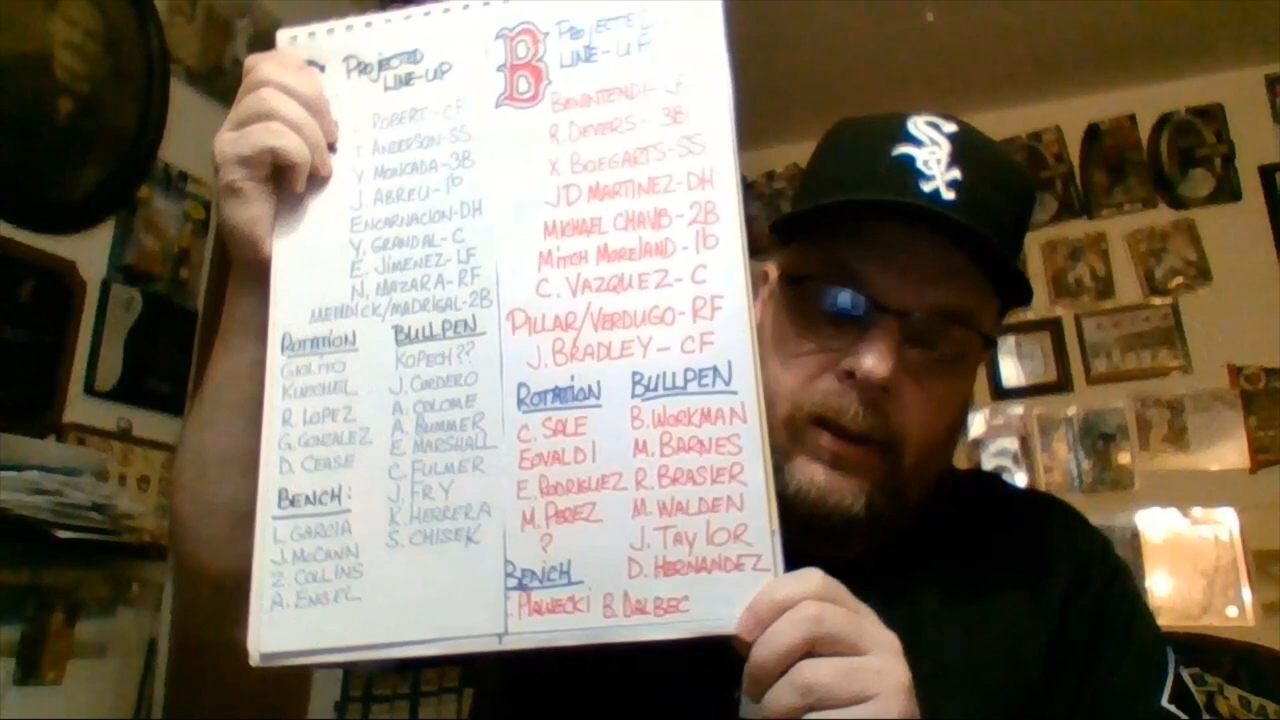 PROJECTED
LINE-UP
ROBERT-CF
T ANDERSON-SS
Y MONCADA-3B
J. ABREU-1b
ENCARNACION-DH
Y. GRANDAL-C
E. JIMENEZ-LF
N. MAZARA-RF
MENDICK/MADRIGAL-2B
ROTATION
GIOLITO
KUECHEL
R. LOPEZ
G. GONZALEZ
D. CEASE
BENCH:
L GARCIA
J. McCANN
Z. COLLINS
A. ENGEL
BULLPEN
KOPECH??
J. CORDERO
A. COLOME
A. BUMMER
E. MARSHALL
C. FULMER
J. FRY
K. HERRERA
S. CHISEK
B
PROJECTED
LINE-UP
BENINTENDI-LF
R. DEVERS-3B
X BOEGARTS-SS
JD MARTINEZ-DH
MICHAEL CHAVIS-2B
MITCH MORELAND-1b
C. VAZQUEZ-C
PILLAR/VERDUGO-RF
J. BRADLEY-CF
ROTATION
C. SALE
EOVALDI
E. RODRIGUEZ
M. PEREZ
?
BENCH
PLAWECKI B. DALBEC
BULLPEN
B. WORKMAN
M. BARNES
R. BRASIER
M. WALDEN
J. TAYLOR
D. HERNANDEZ
SOX